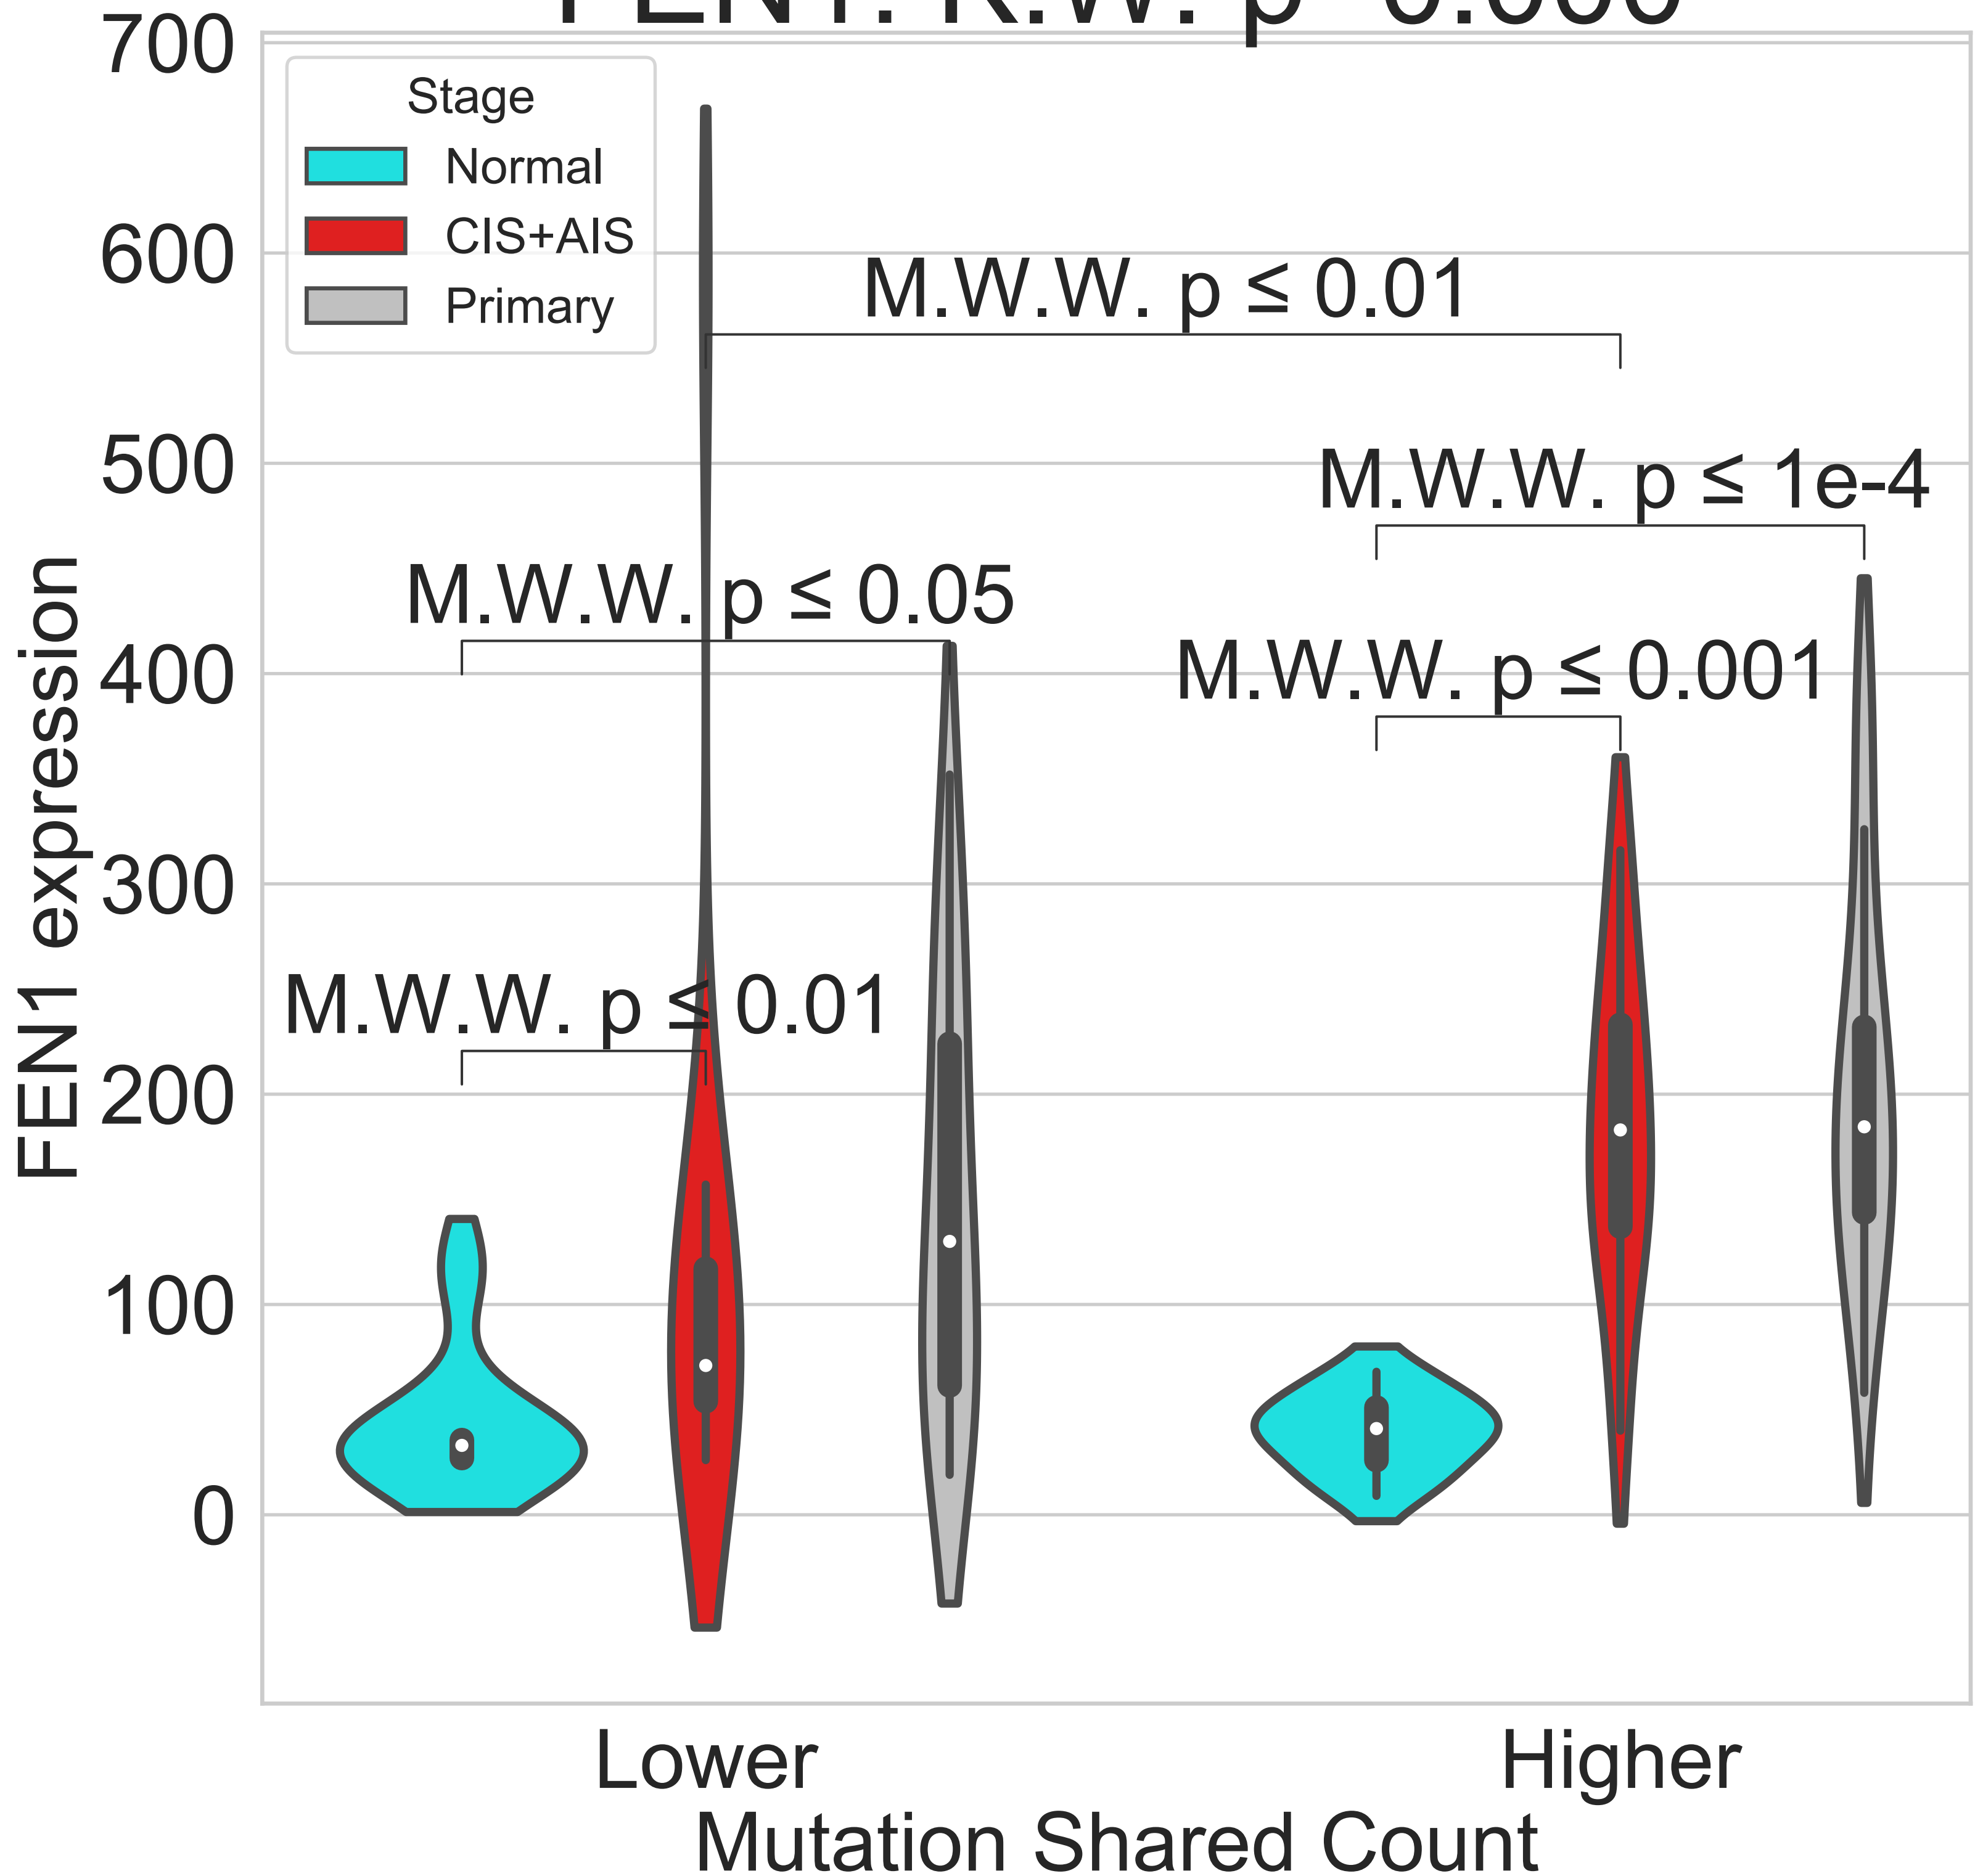 FEN1: K.W. p
700
600
500
400
300
200
100
0
FEN1 expression
Stage
Normal
CIS+AIS
Primary
M.W.W. p ≤ 0.01
M.W.W. p ≤ 1e-4
M.W.W. p ≤ 0.05
M.W.W. p ≤ 0.001
M.W.W. p ≤ 0.01
Lower
Higher
Mutation Shared Count